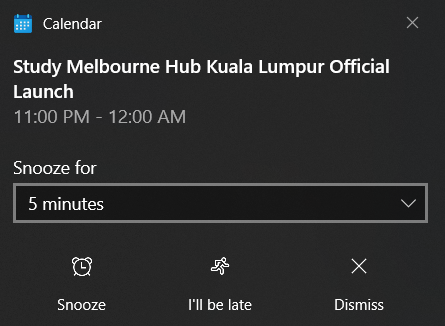 Calendar
Study Melbourne Hub Kuala Lumpur Official
Launch
11:00 PM - 12:00 AM
Snooze for
5 minutes
Snooze
I'll be late
Dismiss